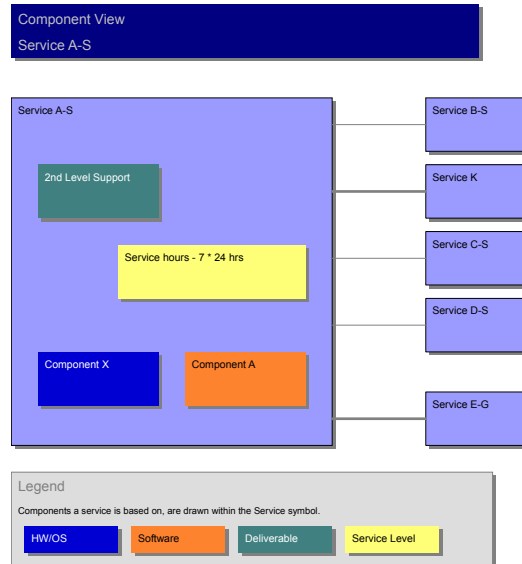 Component View
Service A-S
Service A-S
Service B-S
2nd Level Support
Service K
Service hours - 7 * 24 hrs
Service C-S
Service D-S
Component X
Component A
Service E-G
Legend
Components a service is based on, are drawn within the Service symbol.
HW/OS
Software
Deliverable
Service Level